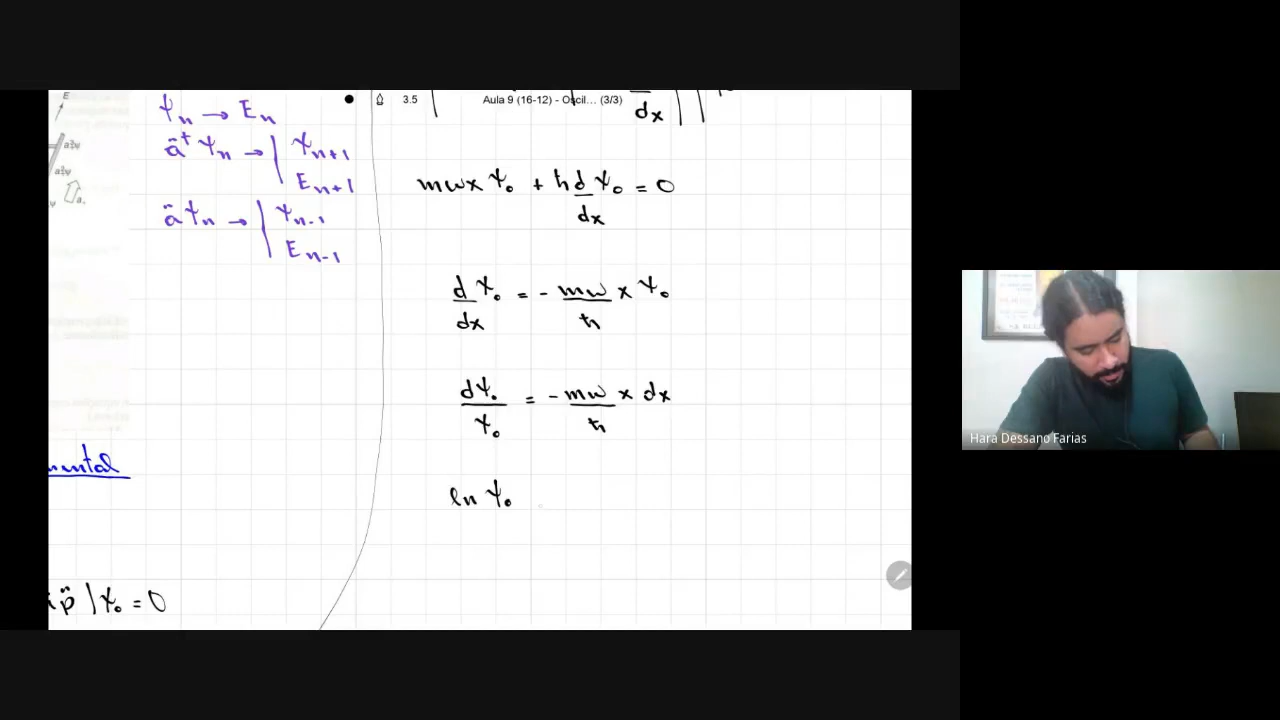 3.5 Aula 9 (16-12) - Oscil... (3/3)
E
ψn → En
â† ψn → | ψn+1
En+1
â ψn → | ψn-1
En-1
mental
p̂ | ψ₀ = 0
dx
mωx ψ₀ + ħ d/dx ψ₀ = 0
d/dx ψ₀ = - mω/ħ x ψ₀
dψ₀/ψ₀ = - mω/ħ x dx
ln ψ₀
Hara Dessano Farias